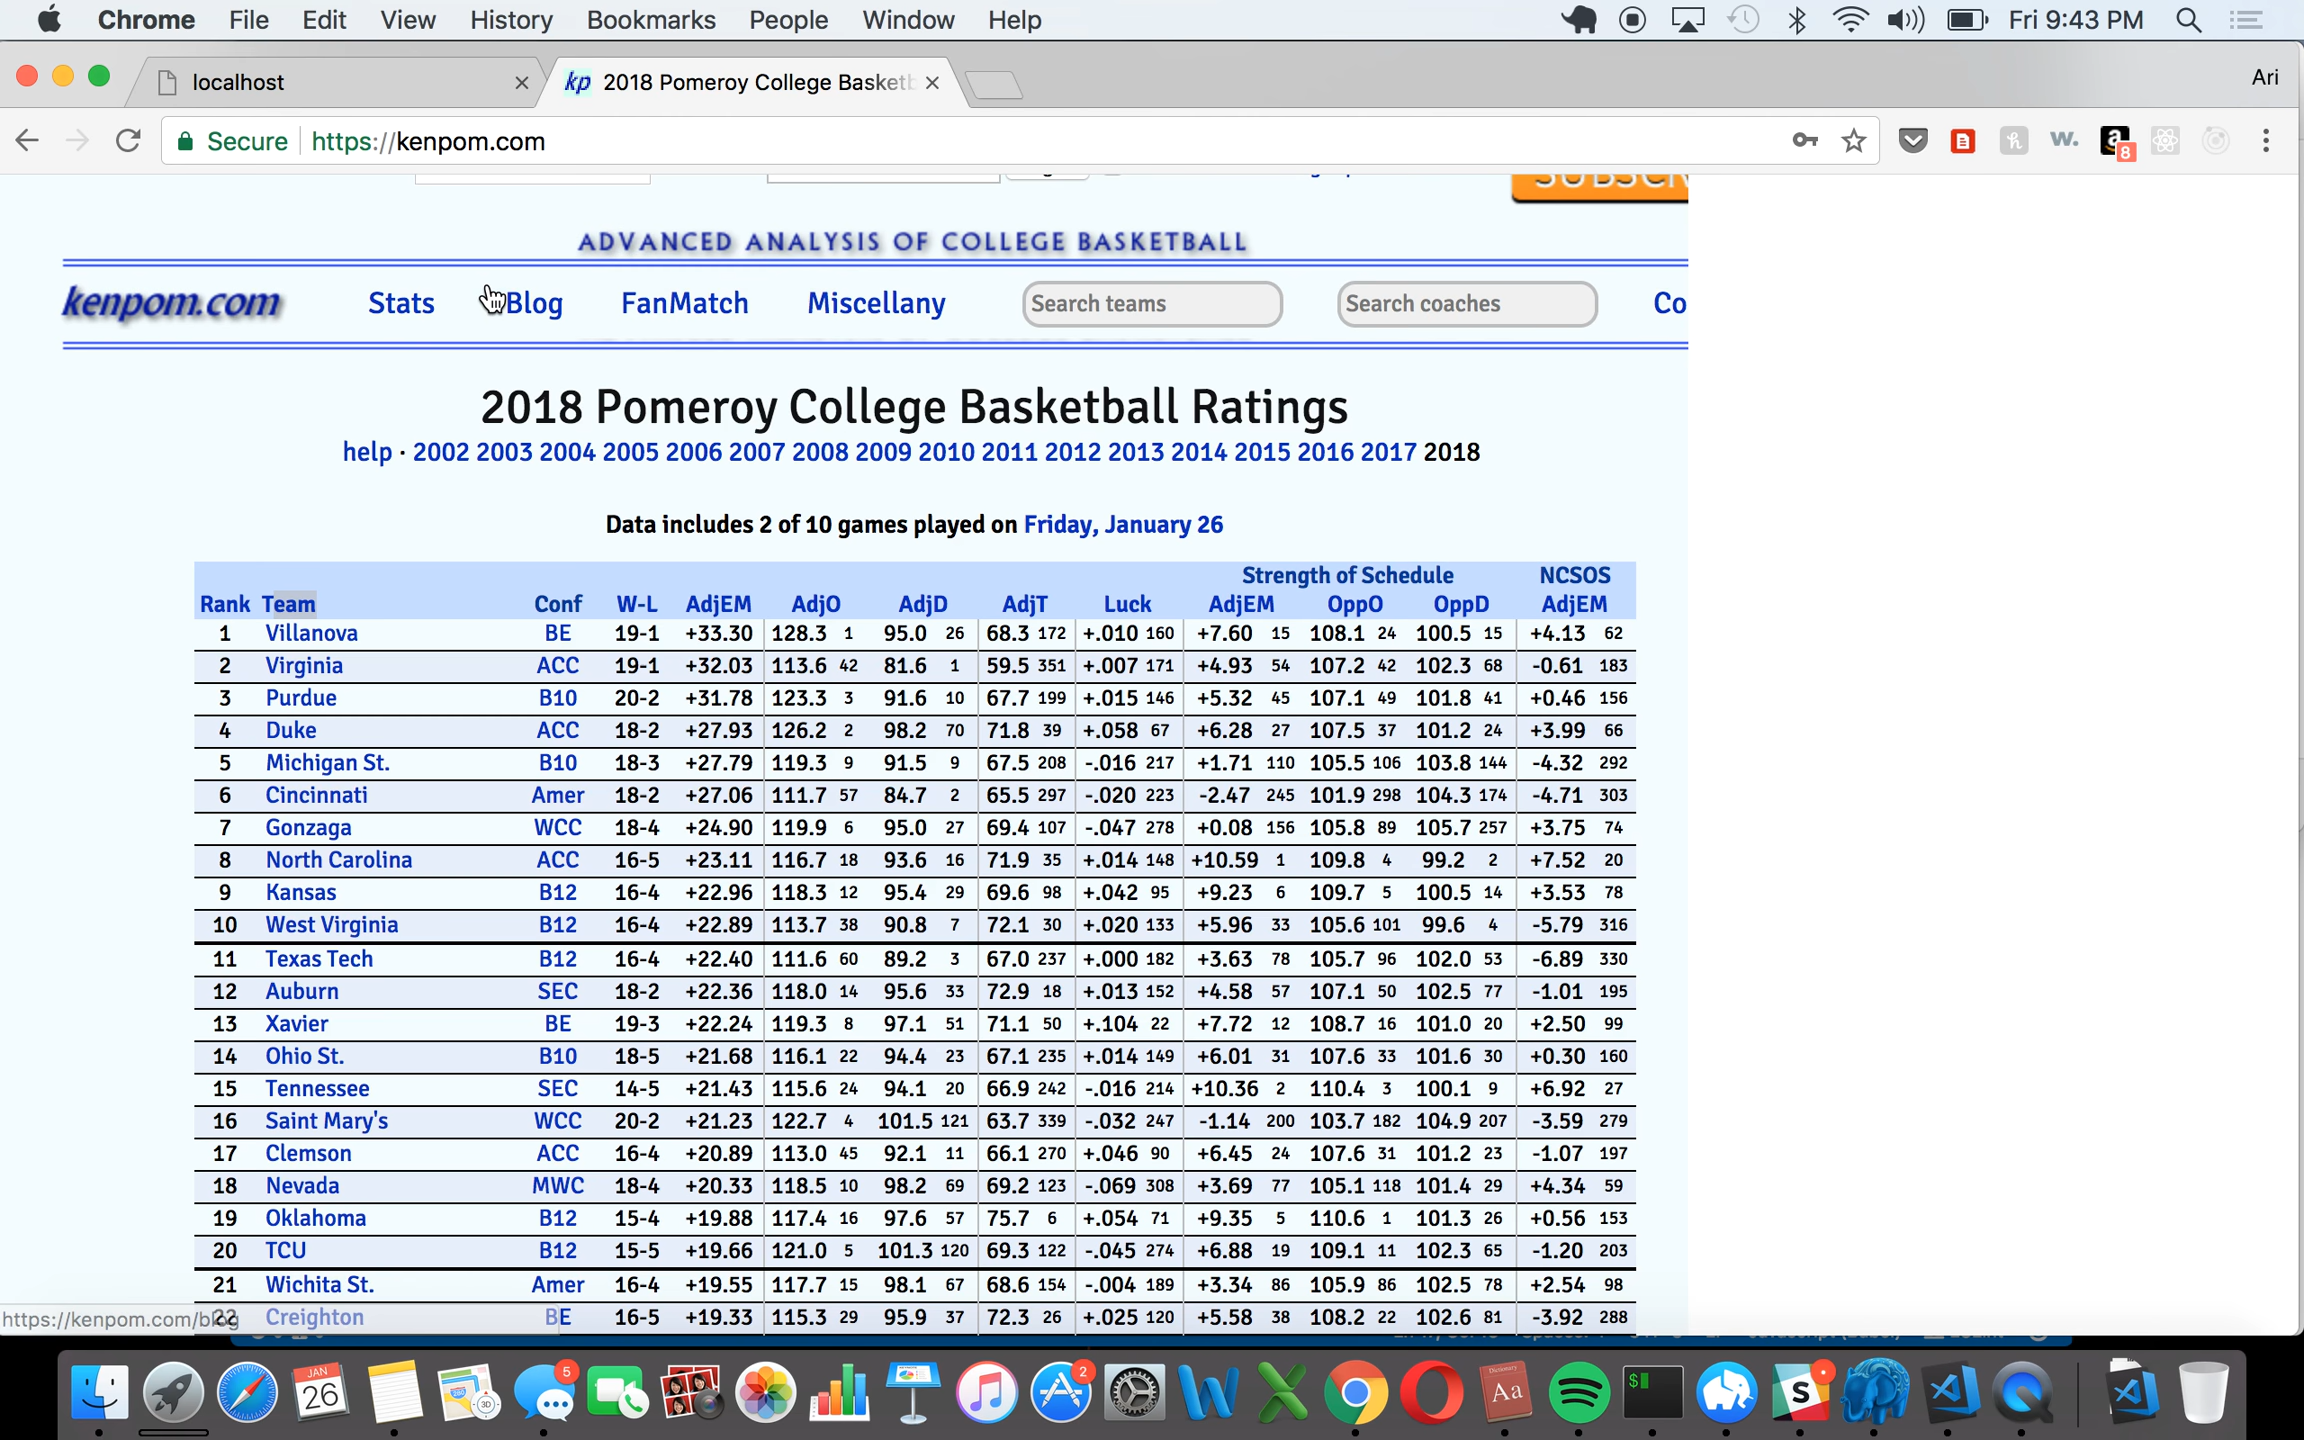 Chrome File Edit View History Bookmarks People Window Help Fri 9:43 PM
localhost kp 2018 Pomeroy College Basketb Ari
Secure https://kenpom.com w. a 8
ADVANCED ANALYSIS OF COLLEGE BASKETBALL
kenpom.com Stats Blog FanMatch Miscellany Search teams Search coaches Co
2018 Pomeroy College Basketball Ratings
help · 2002 2003 2004 2005 2006 2007 2008 2009 2010 2011 2012 2013 2014 2015 2016 2017 2018
Data includes 2 of 10 games played on Friday, January 26
Strength of Schedule NCSOS
Rank Team Conf W-L AdjEM AdjO AdjD AdjT Luck AdjEM OppO OppD AdjEM
1 Villanova BE 19-1 +33.30 128.3 1 95.0 26 68.3 172 +.010 160 +7.60 15 108.1 24 100.5 15 +4.13 62
2 Virginia ACC 19-1 +32.03 113.6 42 81.6 1 59.5 351 +.007 171 +4.93 54 107.2 42 102.3 68 -0.61 183
3 Purdue B10 20-2 +31.78 123.3 3 91.6 10 67.7 199 +.015 146 +5.32 45 107.1 49 101.8 41 +0.46 156
4 Duke ACC 18-2 +27.93 126.2 2 98.2 70 71.8 39 +.058 67 +6.28 27 107.5 37 101.2 24 +3.99 66
5 Michigan St. B10 18-3 +27.79 119.3 9 91.5 9 67.5 208 -.016 217 +1.71 110 105.5 106 103.8 144 -4.32 292
6 Cincinnati Amer 18-2 +27.06 111.7 57 84.7 2 65.5 297 -.020 223 -2.47 245 101.9 298 104.3 174 -4.71 303
7 Gonzaga WCC 18-4 +24.90 119.9 6 95.0 27 69.4 107 -.047 278 +0.08 156 105.8 89 105.7 257 +3.75 74
8 North Carolina ACC 16-5 +23.11 116.7 18 93.6 16 71.9 35 +.014 148 +10.59 1 109.8 4 99.2 2 +7.52 20
9 Kansas B12 16-4 +22.96 118.3 12 95.4 29 69.6 98 +.042 95 +9.23 6 109.7 5 100.5 14 +3.53 78
10 West Virginia B12 16-4 +22.89 113.7 38 90.8 7 72.1 30 +.020 133 +5.96 33 105.6 101 99.6 4 -5.79 316
11 Texas Tech B12 16-4 +22.40 111.6 60 89.2 3 67.0 237 +.000 182 +3.63 78 105.7 96 102.0 53 -6.89 330
12 Auburn SEC 18-2 +22.36 118.0 14 95.6 33 72.9 18 +.013 152 +4.58 57 107.1 50 102.5 77 -1.01 195
13 Xavier BE 19-3 +22.24 119.3 8 97.1 51 71.1 50 +.104 22 +7.72 12 108.7 16 101.0 20 +2.50 99
14 Ohio St. B10 18-5 +21.68 116.1 22 94.4 23 67.1 235 +.014 149 +6.01 31 107.6 33 101.6 30 +0.30 160
15 Tennessee SEC 14-5 +21.43 115.6 24 94.1 20 66.9 242 -.016 214 +10.36 2 110.4 3 100.1 9 +6.92 27
16 Saint Mary's WCC 20-2 +21.23 122.7 4 101.5 121 63.7 339 -.032 247 -1.14 200 103.7 182 104.9 207 -3.59 279
17 Clemson ACC 16-4 +20.89 113.0 45 92.1 11 66.1 270 +.046 90 +6.45 24 107.6 31 101.2 23 -1.07 197
18 Nevada MWC 18-4 +20.33 118.5 10 98.2 69 69.2 123 -.069 308 +3.69 77 105.1 118 101.4 29 +4.34 59
19 Oklahoma B12 15-4 +19.88 117.4 16 97.6 57 75.7 6 +.054 71 +9.35 5 110.6 1 101.3 26 +0.56 153
20 TCU B12 15-5 +19.66 121.0 5 101.3 120 69.3 122 -.045 274 +6.88 19 109.1 11 102.3 65 -1.20 203
21 Wichita St. Amer 16-4 +19.55 117.7 15 98.1 67 68.6 154 -.004 189 +3.34 86 105.9 86 102.5 78 +2.54 98
22 Creighton BE 16-5 +19.33 115.3 29 95.9 37 72.3 26 +.025 120 +5.58 38 108.2 22 102.6 81 -3.92 288
https://kenpom.com/blog
JAN 26 280 3D 5 2 W X Dictionary Aa $ S